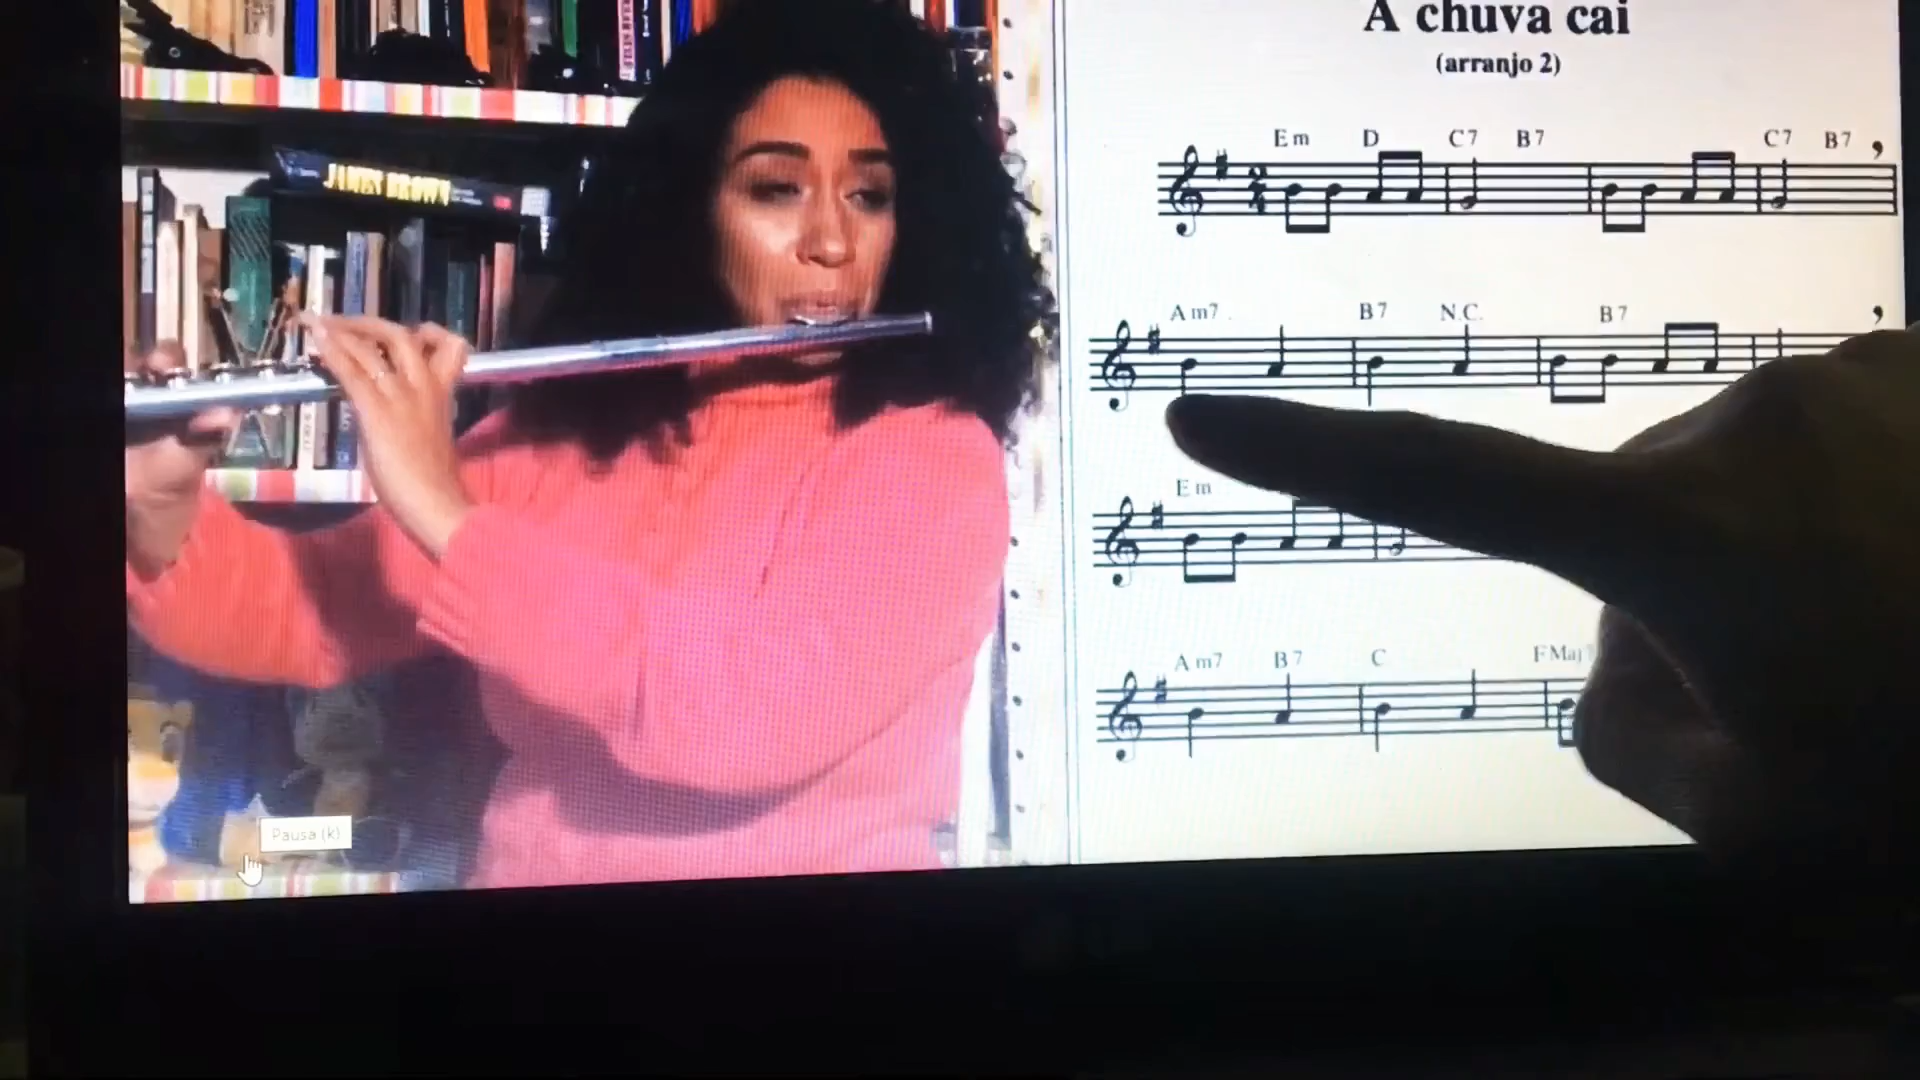 A chuva cai
(arranjo 2)
Em D C7 B7 C7 B7
Am7 B7 N.C. B7
Em
Am7 B7 C FMaj
JAMES BROWN
Pausa (k)